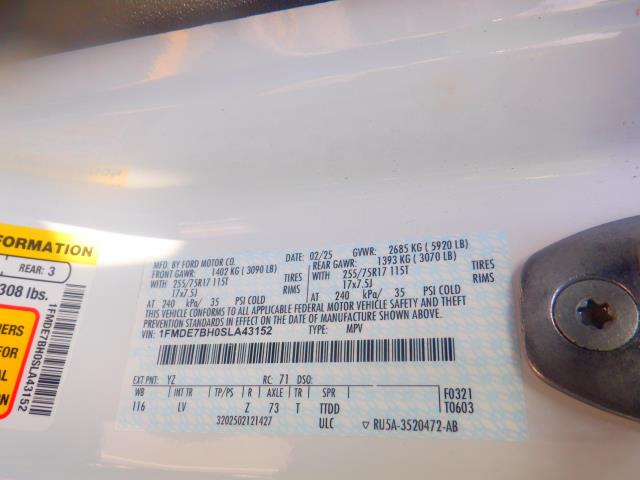 FORMATION
REAR: 3
308 lbs.
NERS
FOR
AL
ION
1FMDE7BH0SLA43152
MFD. BY FORD MOTOR CO.
DATE: 02/25 GVWR: 2685 KG ( 5920 LB)
FRONT GAWR: 1402 KG ( 3090 LB) REAR GAWR: 1393 KG ( 3070 LB)
WITH 255/75R17 115T TIRES WITH 255/75R17 115T TIRES
17x7.5J RIMS 17x7.5J RIMS
AT 240 kPa/ 35 PSI COLD AT 240 kPa/ 35 PSI COLD
THIS VEHICLE CONFORMS TO ALL APPLICABLE FEDERAL MOTOR VEHICLE SAFETY AND THEFT
PREVENTION STANDARDS IN EFFECT ON THE DATE OF MANUFACTURE SHOWN ABOVE.
VIN: 1FMDE7BH0SLA43152 TYPE: MPV
EXT PNT: YZ RC: 71 DSO:
WB INT TR TP/PS R AXLE TR SPR F0321
116 LV Z 73 T TTDD T0603
3202502121427 ULC RU5A-3520472-AB